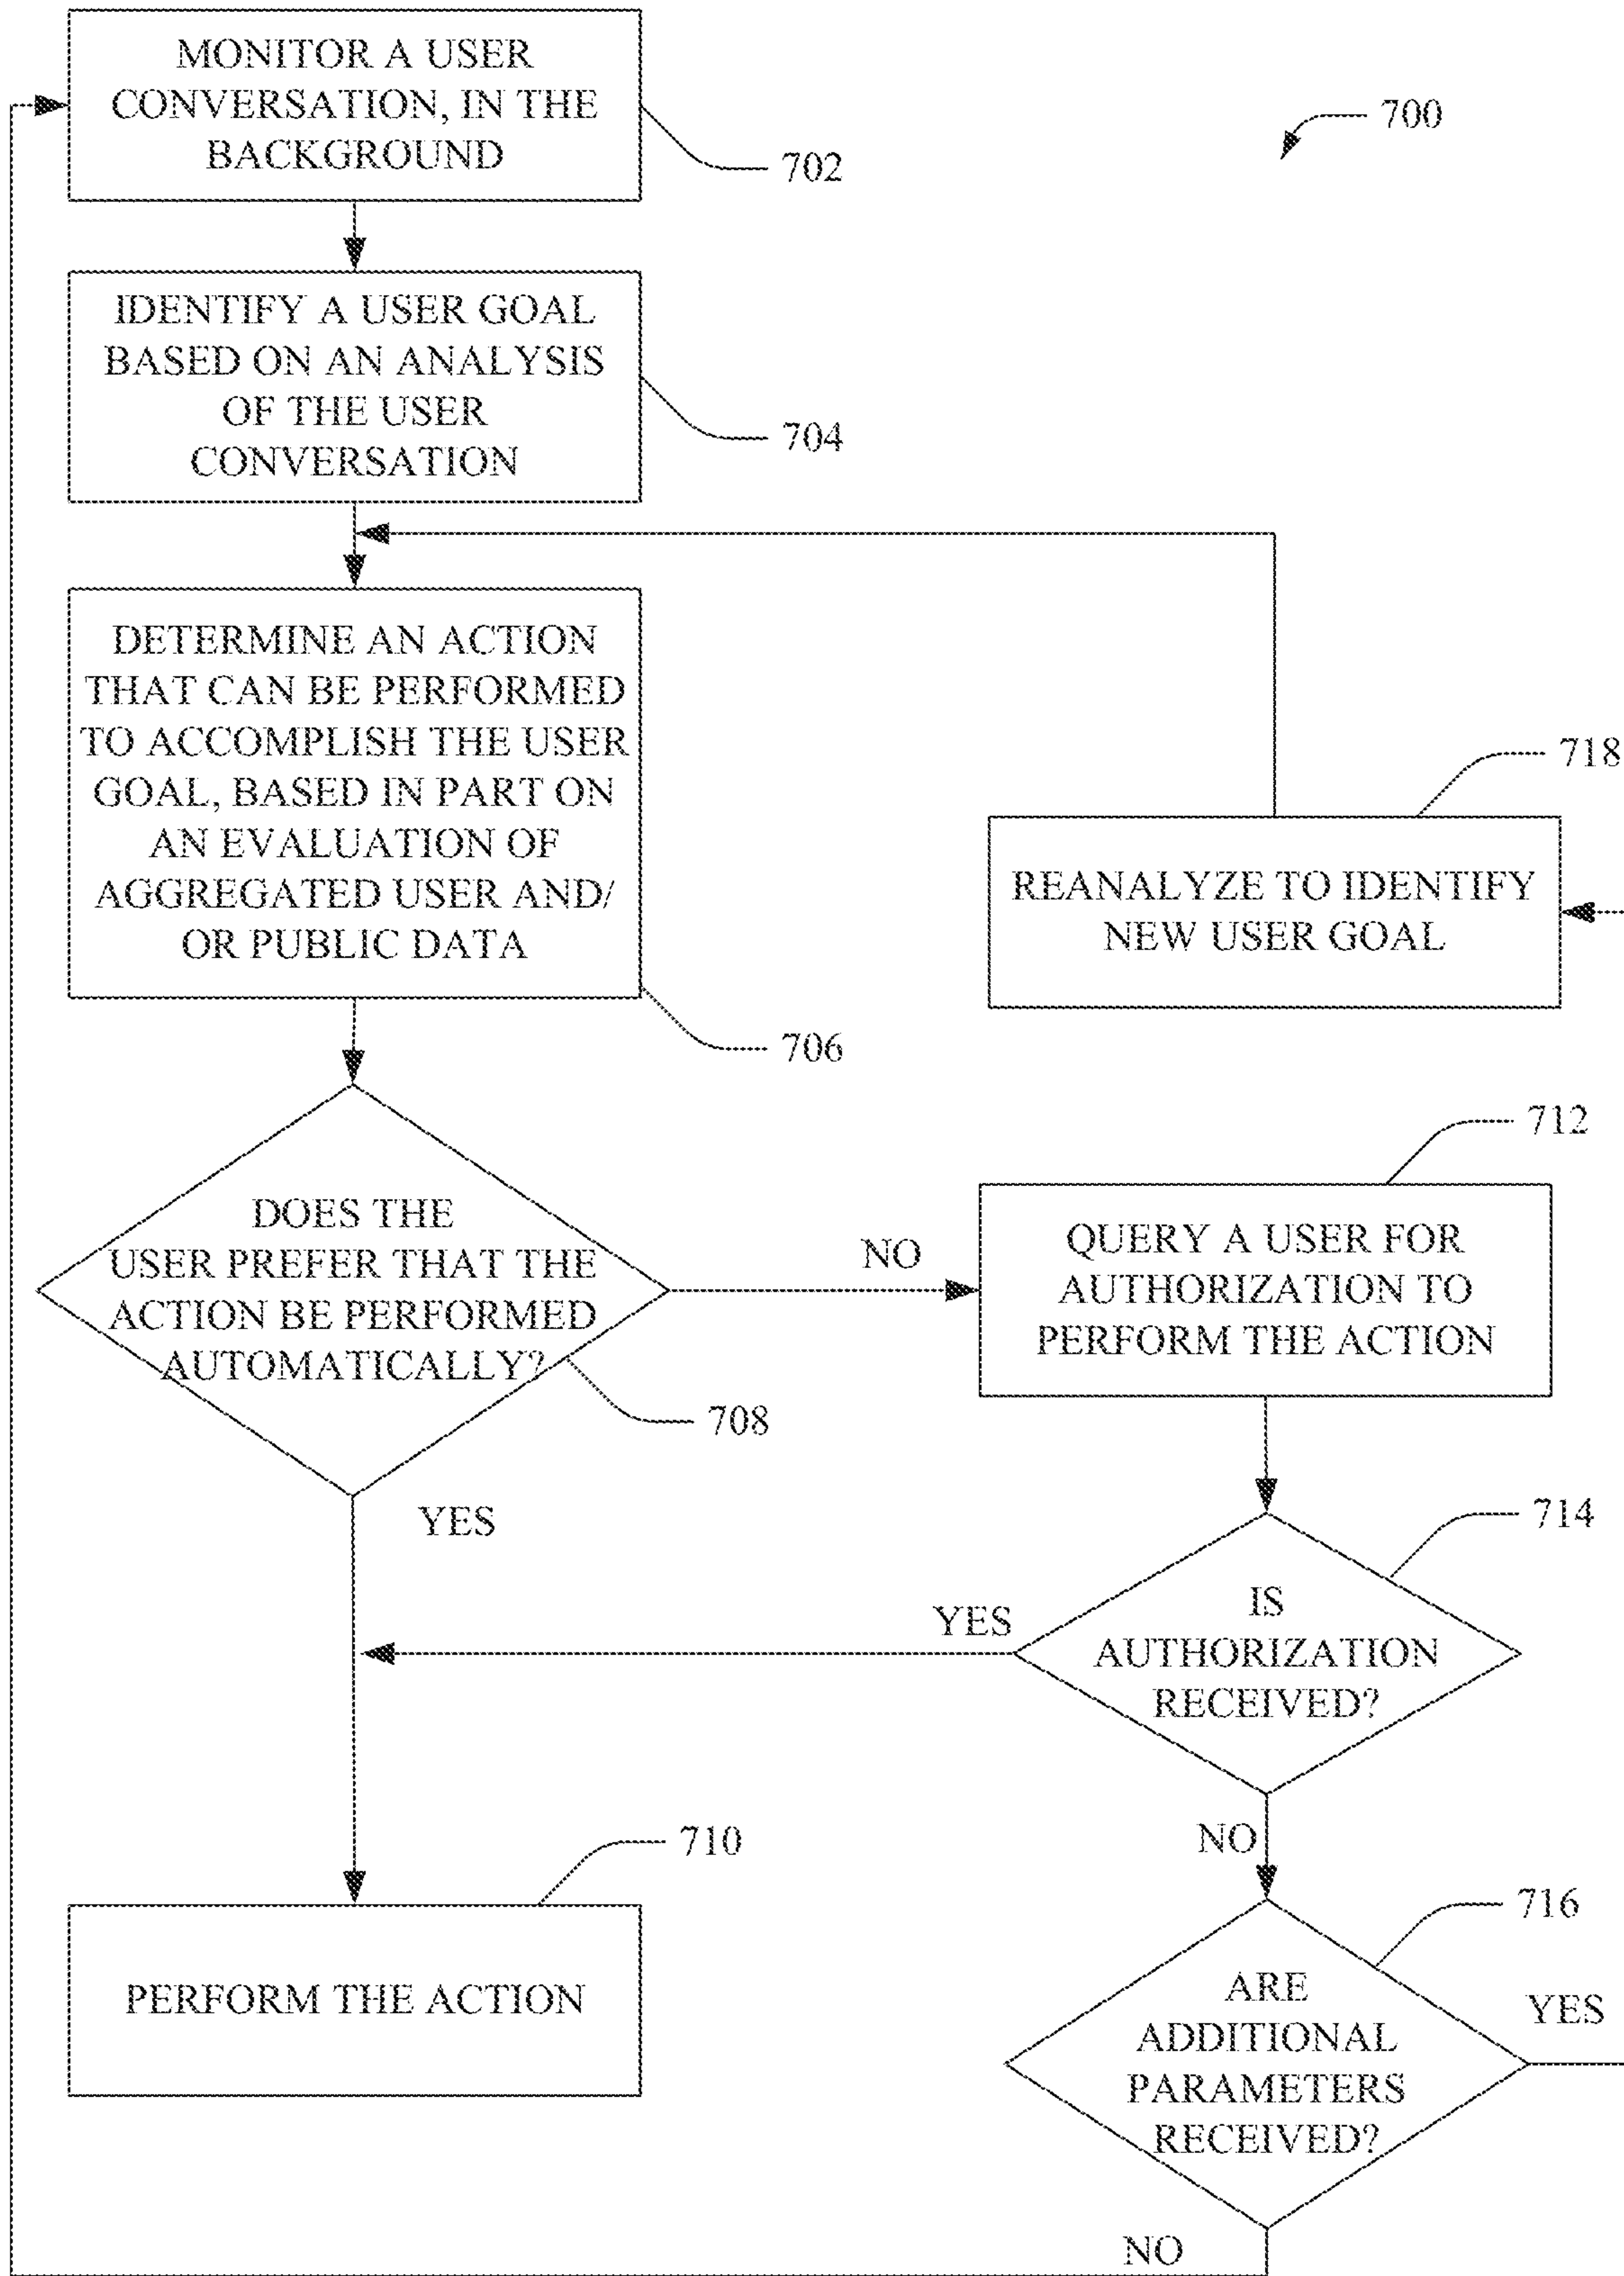 MONITOR A USER
CONVERSATION, IN THE
BACKGROUND
702
700
IDENTIFY A USER GOAL
BASED ON AN ANALYSIS
OF THE USER
CONVERSATION
704
DETERMINE AN ACTION
THAT CAN BE PERFORMED
TO ACCOMPLISH THE USER
GOAL, BASED IN PART ON
AN EVALUATION OF
AGGREGATED USER AND/
OR PUBLIC DATA
706
718
REANALYZE TO IDENTIFY
NEW USER GOAL
DOES THE
USER PREFER THAT THE
ACTION BE PERFORMED
AUTOMATICALLY?
708
NO
712
QUERY A USER FOR
AUTHORIZATION TO
PERFORM THE ACTION
YES
714
IS
AUTHORIZATION
RECEIVED?
YES
NO
710
PERFORM THE ACTION
716
ARE
ADDITIONAL
PARAMETERS
RECEIVED?
YES
NO